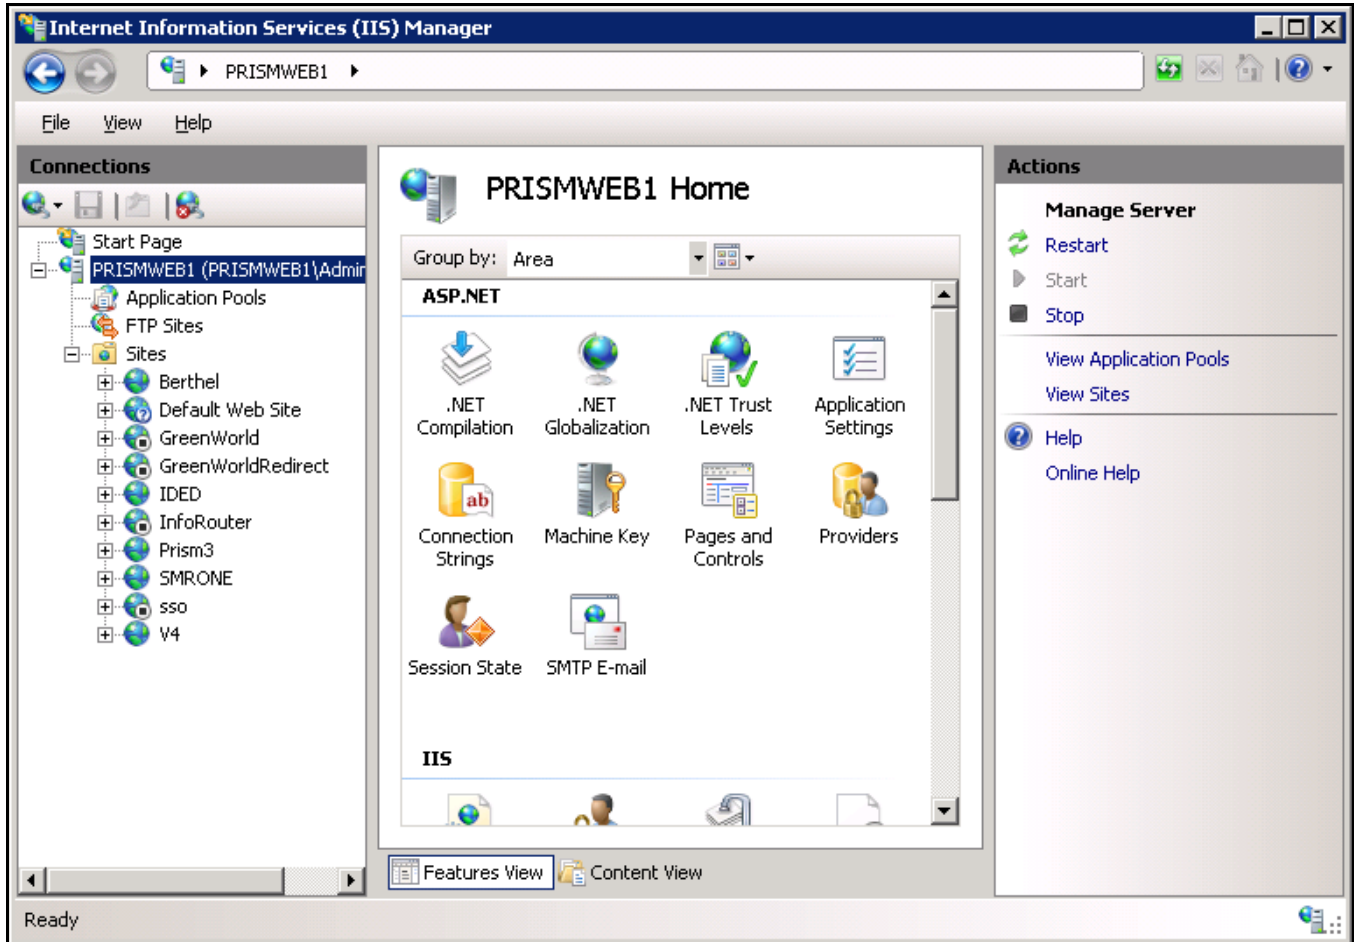 Internet Information Services (IIS) Manager
PRISMWEB1
File View Help
Connections
Start Page
PRISMWEB1 (PRISMWEB1\Admir
Application Pools
FTP Sites
Sites
Berthel
Default Web Site
GreenWorld
GreenWorldRedirect
IDED
InfoRouter
Prism3
SMRONE
sso
V4
PRISMWEB1 Home
Group by: Area
ASP.NET
.NET
Compilation
.NET
Globalization
.NET Trust
Levels
Application
Settings
ab
Connection
Strings
Machine Key
Pages and
Controls
Providers
Session State
SMTP E-mail
IIS
Features View
Content View
Actions
Manage Server
Restart
Start
Stop
View Application Pools
View Sites
Help
Online Help
Ready